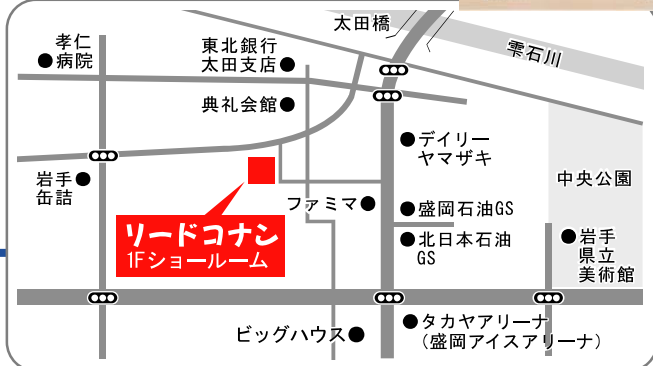 太田橋
雫石川
孝仁
病院
東北銀行
太田支店
典礼会館
デイリー
ヤマザキ
中央公園
岩手
缶詰
ファミマ
盛岡石油GS
北日本石油
GS
岩手
県立
美術館
リードコナン
1Fショールーム
ビッグハウス
タカヤアリーナ
(盛岡アイスアリーナ)